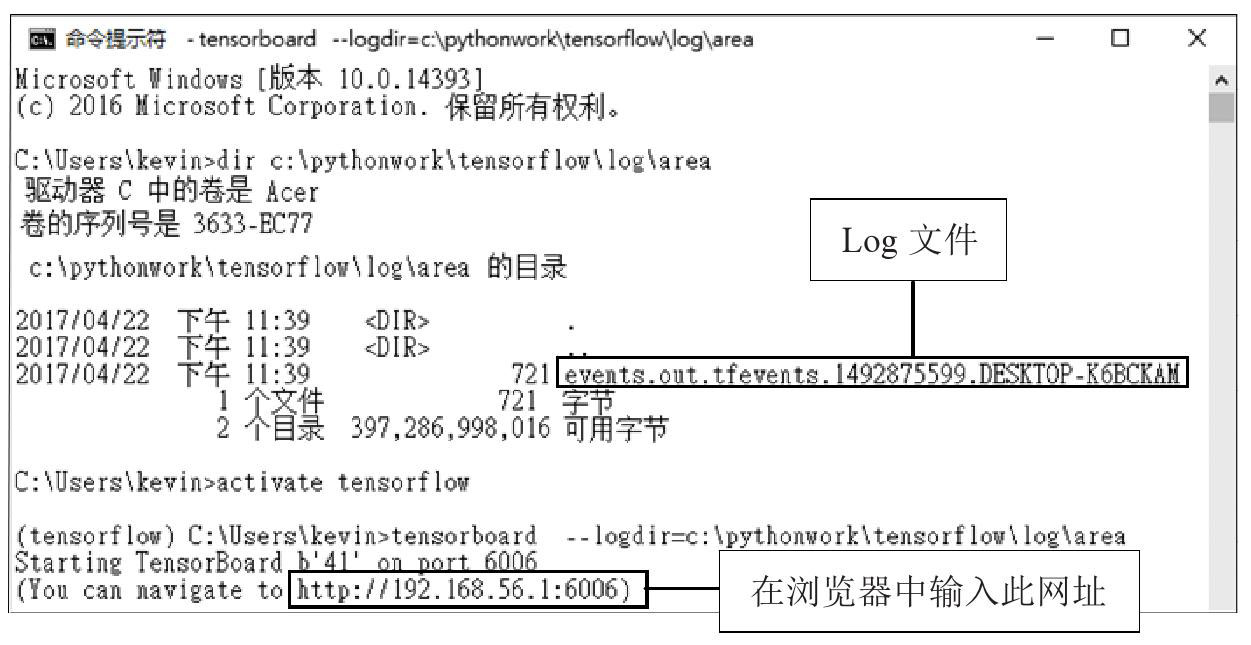 命令提示符 - tensorboard --logdir=c:\pythonwork\tensorflow\log\area
Microsoft Windows [版本 10.0.14393]
(c) 2016 Microsoft Corporation. 保留所有权利。
C:\Users\kevin>dir c:\pythonwork\tensorflow\log\area
驱动器 C 中的卷是 Acer
卷的序列号是 3633-EC77
Log 文件
c:\pythonwork\tensorflow\log\area 的目录
2017/04/22 下午 11:39 <DIR> .
2017/04/22 下午 11:39 <DIR> ..
2017/04/22 下午 11:39 721 events.out.tfevents.1492875599.DESKTOP-K6BCKAM
1 个文件 721 字节
2 个目录 397,286,998,016 可用字节
C:\Users\kevin>activate tensorflow
(tensorflow) C:\Users\kevin>tensorboard --logdir=c:\pythonwork\tensorflow\log\area
Starting TensorBoard b'41' on port 6006
(You can navigate to http://192.168.56.1:6006)
在浏览器中输入此网址